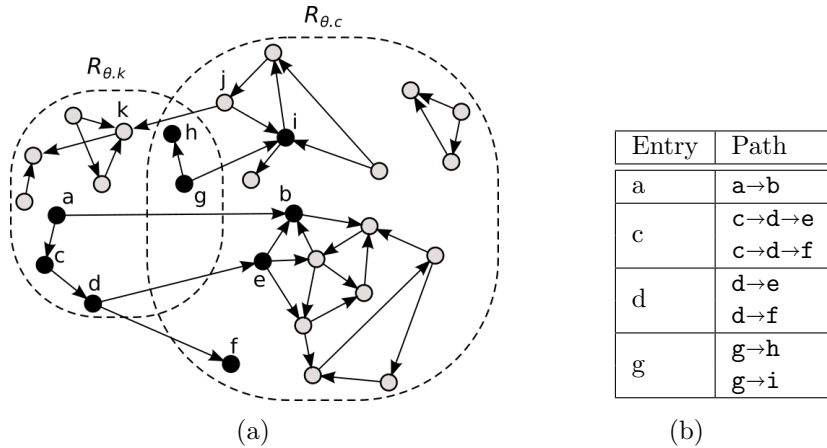 R_θ.c
R_θ.k
j
k
h
i
g
a
b
c
e
d
f
(a)
Entry Path
a a→b
c c→d→e
c→d→f
d d→e
d→f
g g→h
g→i
(b)